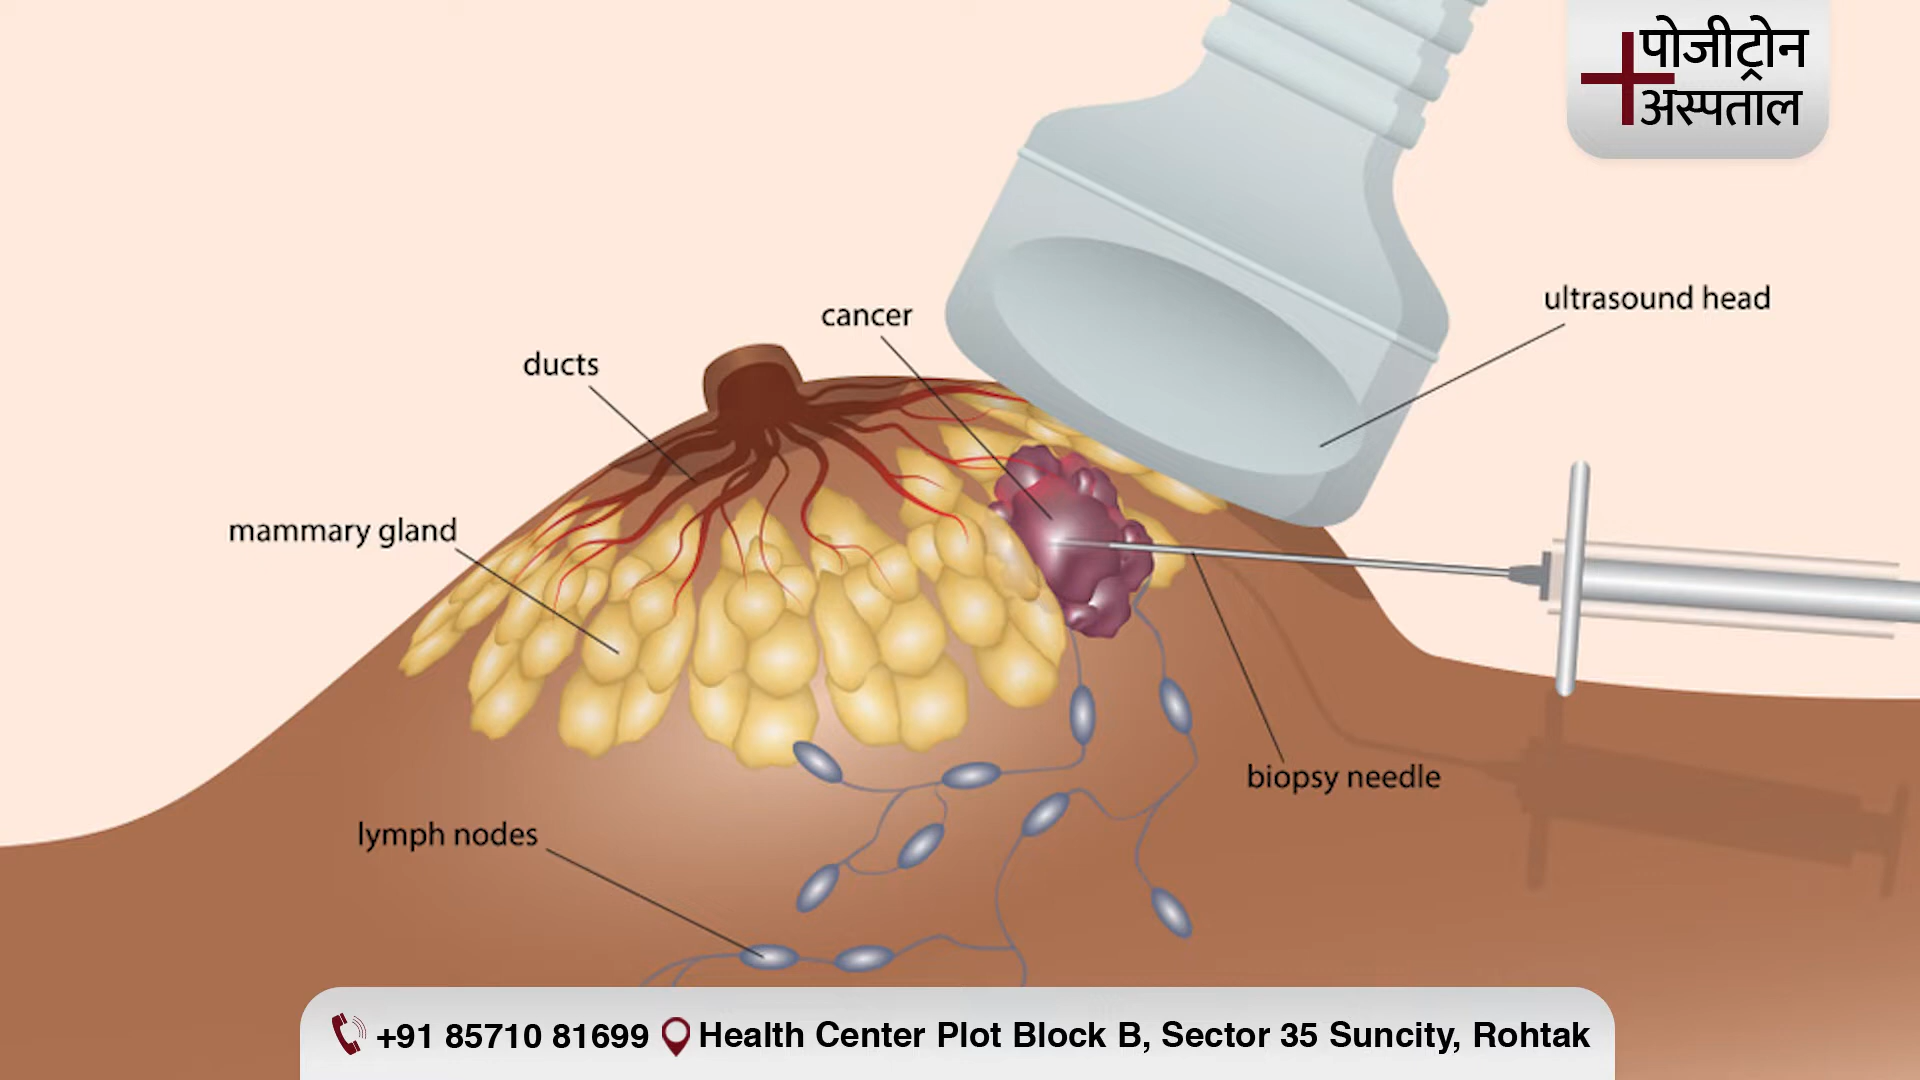 पोजीट्रोन
अस्पताल
ultrasound head
cancer
ducts
mammary gland
biopsy needle
lymph nodes
+91 85710 81699 Health Center Plot Block B, Sector 35 Suncity, Rohtak